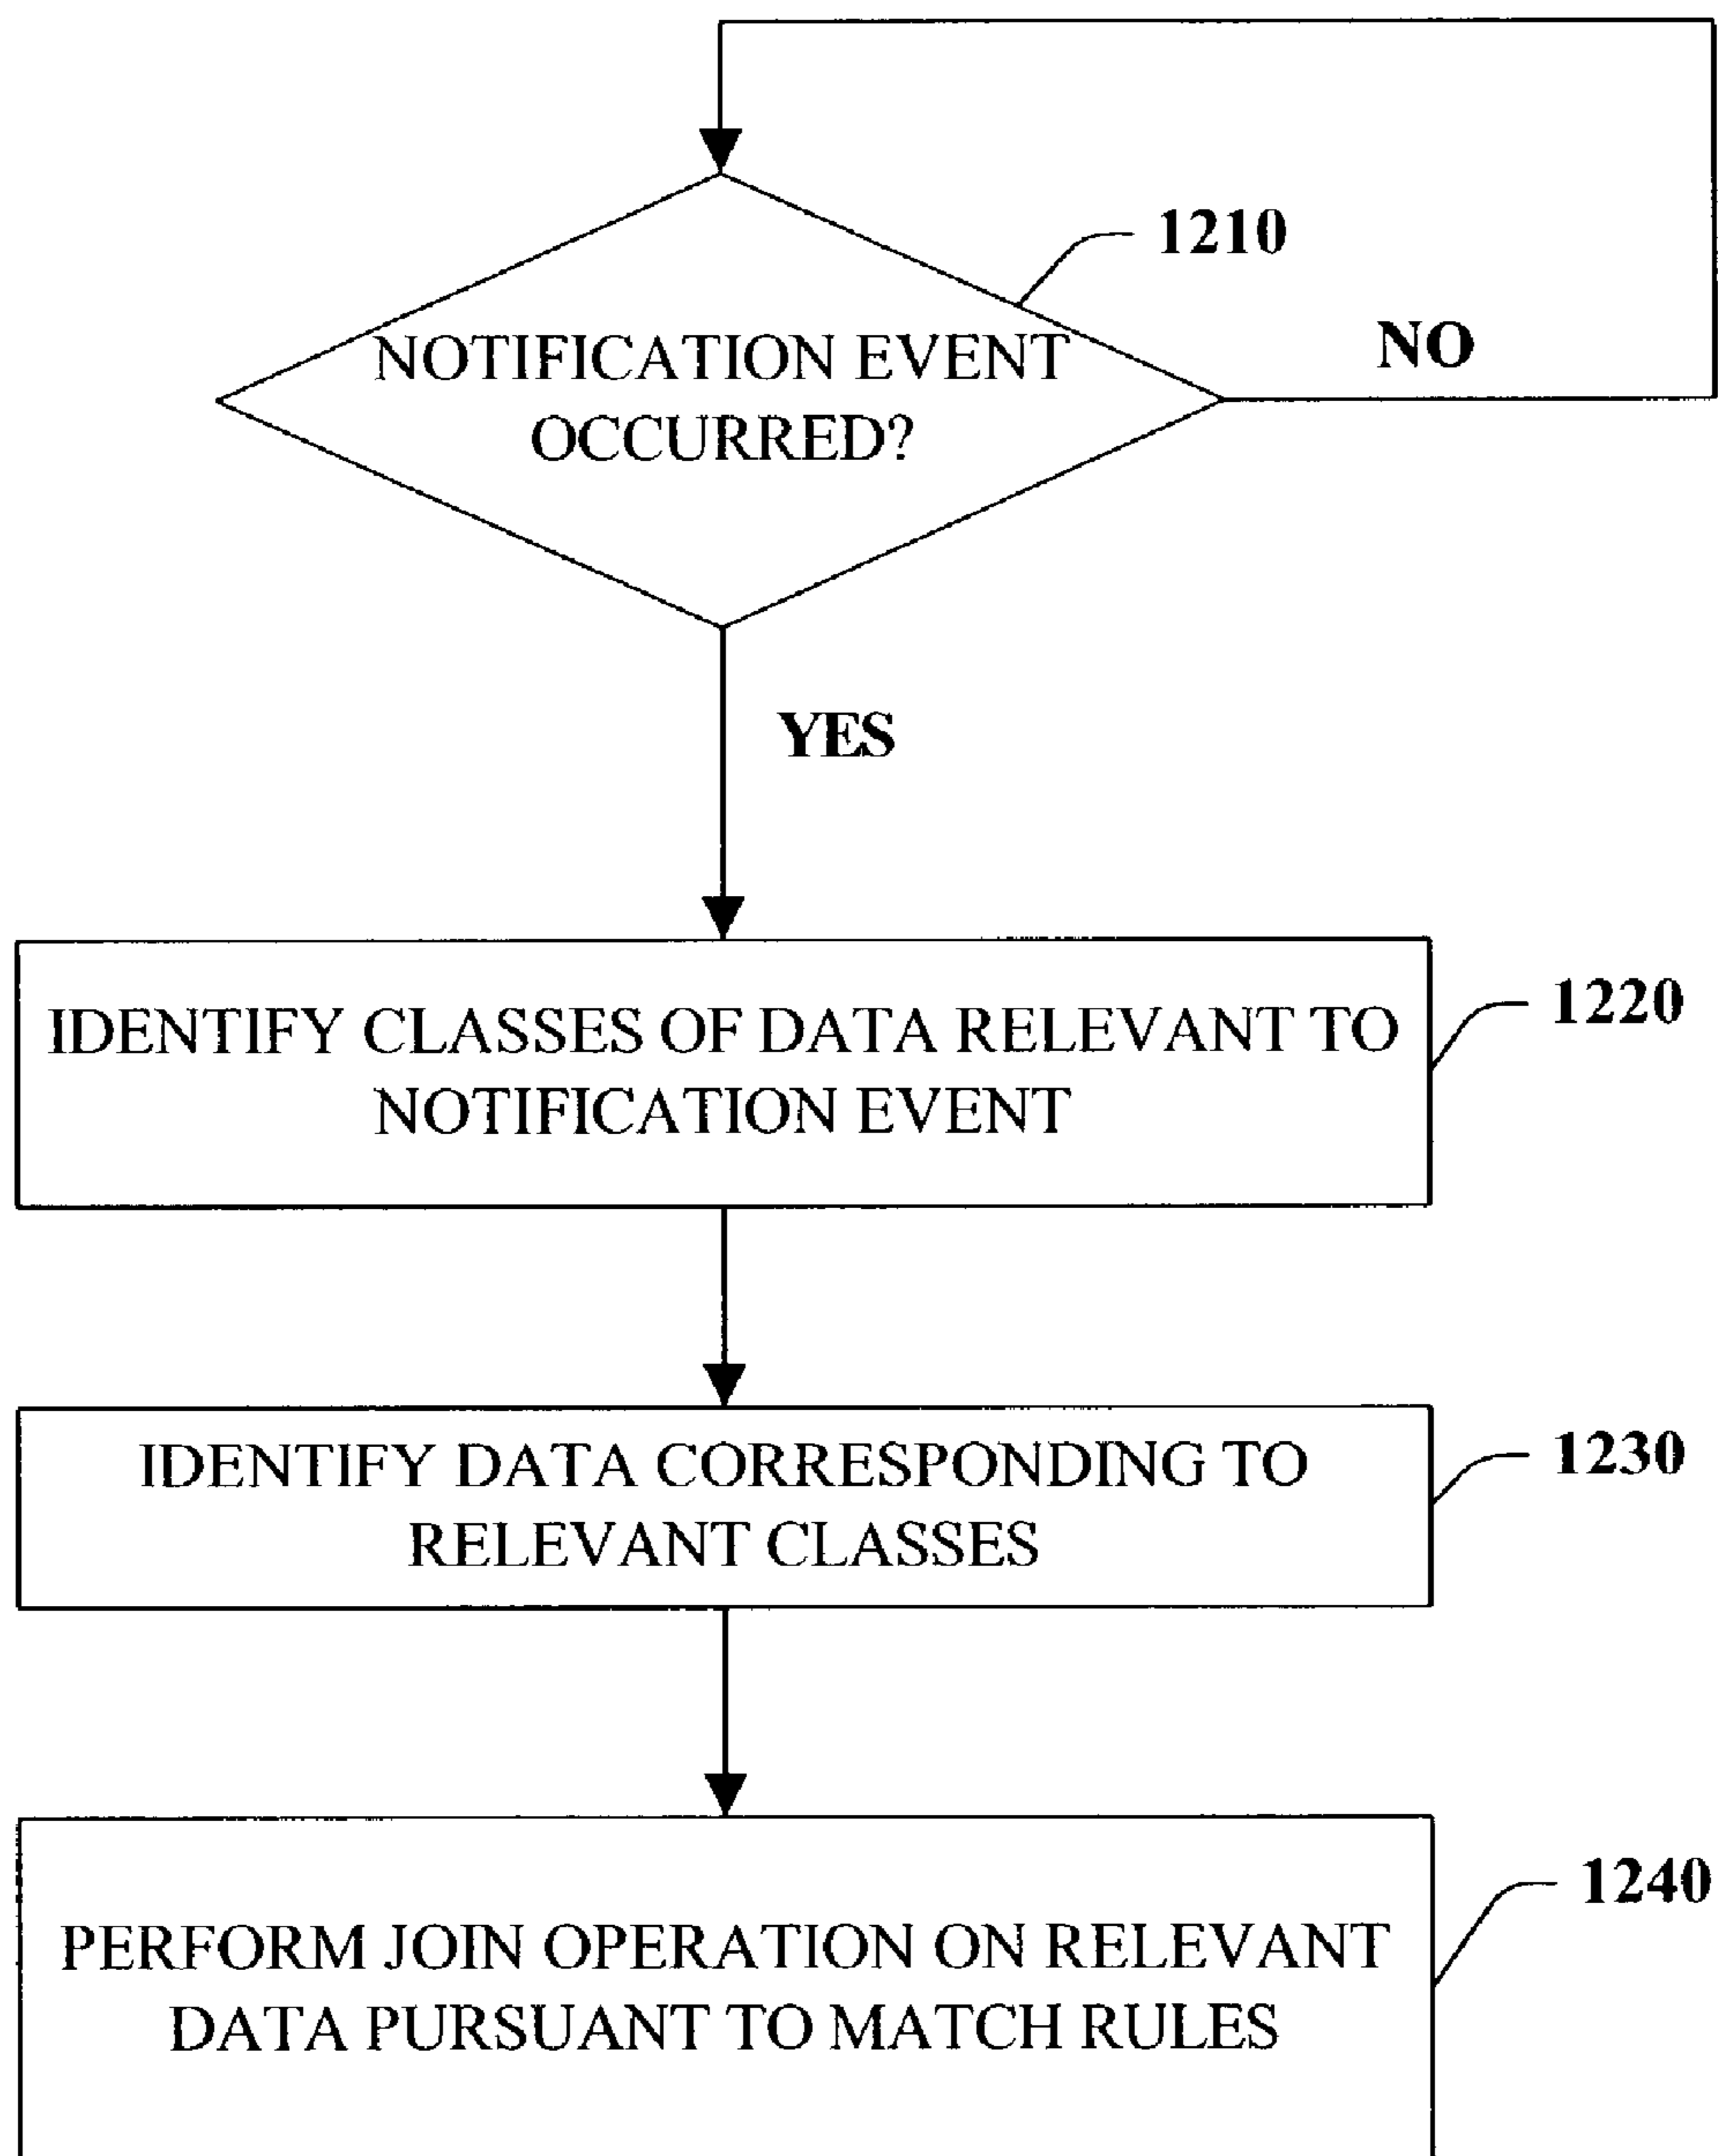 1210
NOTIFICATION EVENT
OCCURRED?
NO
YES
1220
IDENTIFY CLASSES OF DATA RELEVANT TO
NOTIFICATION EVENT
1230
IDENTIFY DATA CORRESPONDING TO
RELEVANT CLASSES
1240
PERFORM JOIN OPERATION ON RELEVANT
DATA PURSUANT TO MATCH RULES